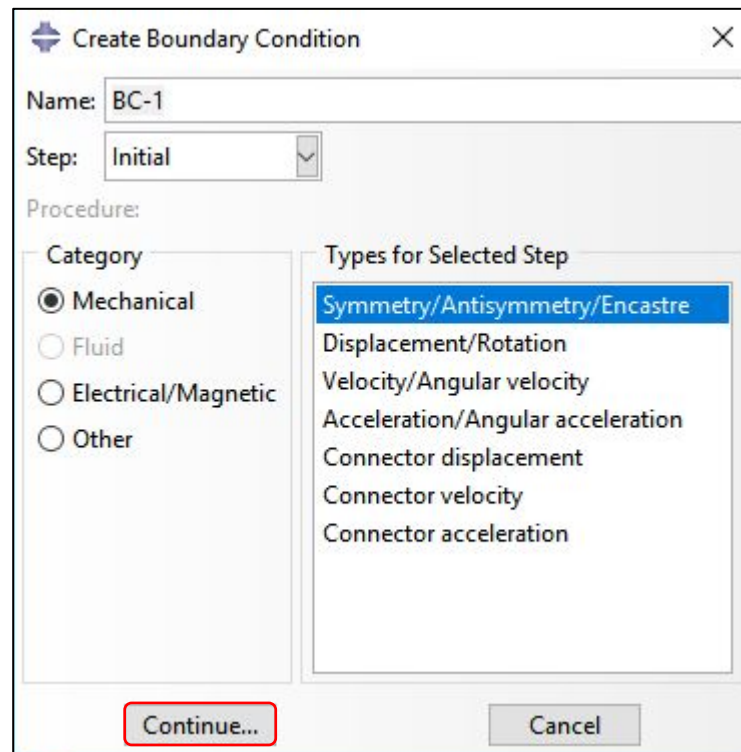 Create Boundary Condition
Name: BC-1
Step: Initial
Procedure:
Category
Mechanical
Fluid
Electrical/Magnetic
Other
Types for Selected Step
Symmetry/Antisymmetry/Encastre
Displacement/Rotation
Velocity/Angular velocity
Acceleration/Angular acceleration
Connector displacement
Connector velocity
Connector acceleration
Continue...
Cancel